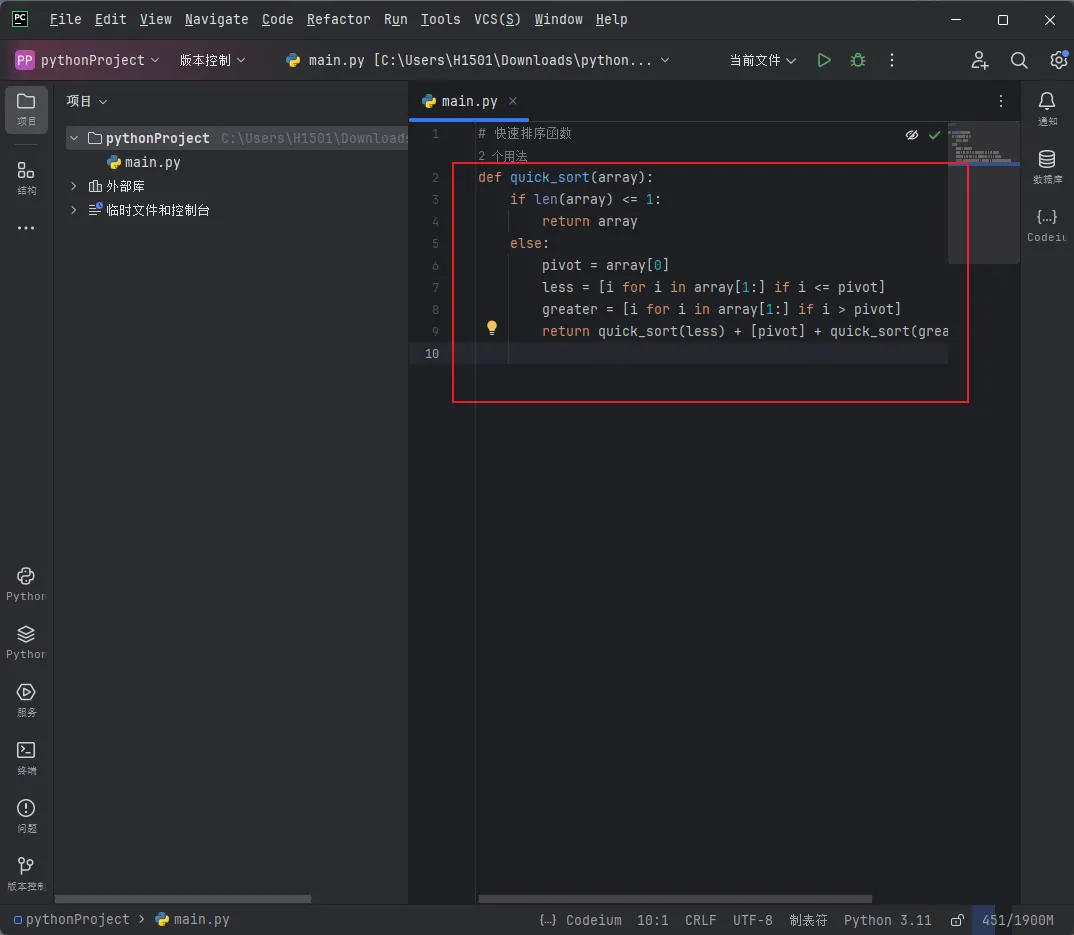 PC File Edit View Navigate Code Refactor Run Tools VCS(S) Window Help
PP pythonProject 版本控制 main.py [C:\Users\H1501\Downloads\python... 当前文件
项目
项目
结构
pythonProject C:\Users\H1501\Downloads
main.py
外部库
临时文件和控制台
main.py
1 # 快速排序函数
2 个用法
2 def quick_sort(array):
3 if len(array) <= 1:
4 return array
5 else:
6 pivot = array[0]
7 less = [i for i in array[1:] if i <= pivot]
8 greater = [i for i in array[1:] if i > pivot]
9 return quick_sort(less) + [pivot] + quick_sort(grea
10
通知
数据库
{...}
Codeiu
Python
Python
服务
终端
问题
版本控制
pythonProject > main.py {...} Codeium 10:1 CRLF UTF-8 制表符 Python 3.11 451/1900M